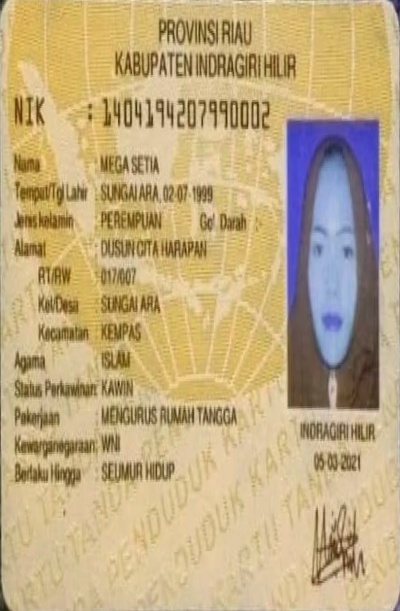 PROVINSI RIAU
KABUPATEN INDRAGIRI HILIR
NIK : 1404194207990002
Nama : MEGA SETIA
Tempat/Tgl Lahir : SUNGAI ARA, 02-07-1999
Jenis kelamin : PEREMPUAN Gol Darah : -
Alamat : DUSUN CITA HARAPAN
RT/RW : 017/007
Kel/Desa : SUNGAI ARA
Kecamatan : KEMPAS
Agama : ISLAM
Status Perkawinan: KAWIN
Pekerjaan : MENGURUS RUMAH TANGGA
Kewarganegaraan: WNI
Berlaku Hingga : SEUMUR HIDUP
INDRAGIRI HILIR
05-03-2021
KARTU TANDA PENDUDUK